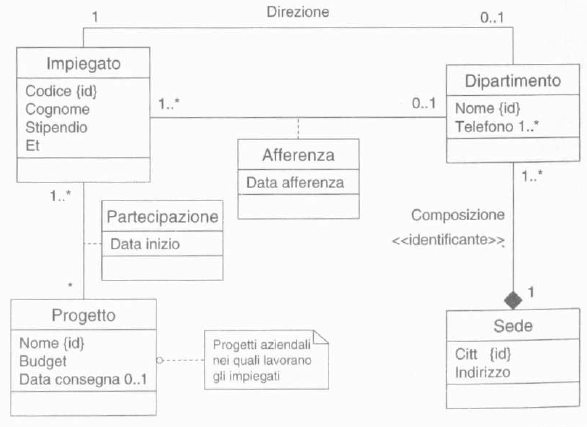 Direzione
1
0..1
Impiegato
Codice {id}
Cognome
Stipendio
Et
Dipartimento
Nome {id}
Telefono 1..*
1..*
0..1
Afferenza
Data afferenza
1..*
1..*
Partecipazione
Data inizio
Composizione
<<identificante>>
*
1
Progetto
Nome {id}
Budget
Data consegna 0..1
Progetti aziendali
nei quali lavorano
gli impiegati
Sede
Citt {id}
Indirizzo